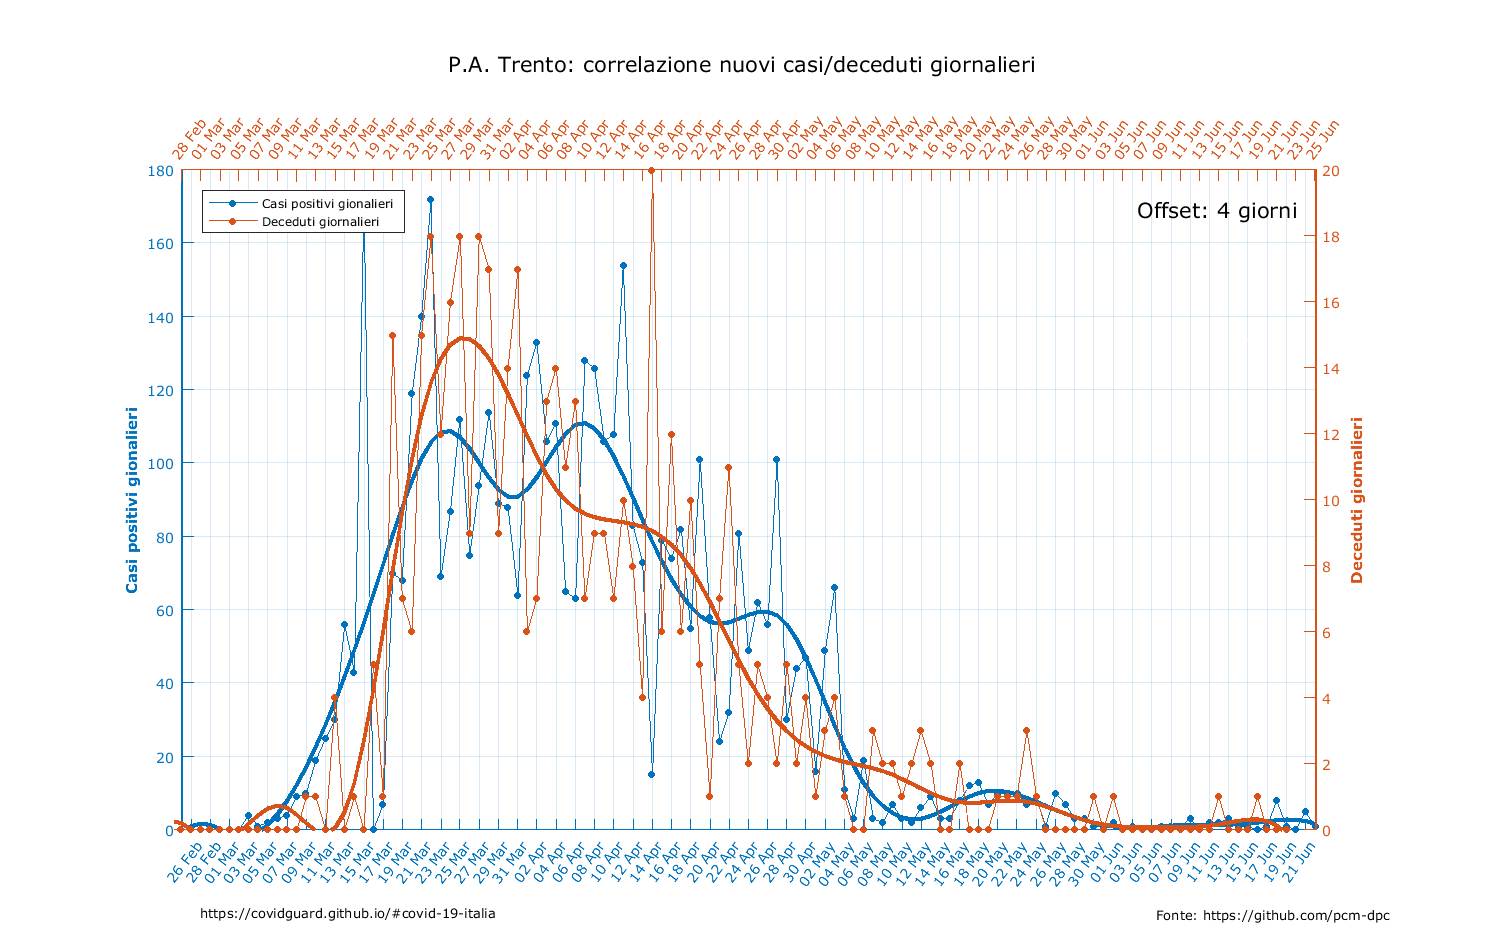 P.A. Trento: correlazione nuovi casi/deceduti giornalieri
28 Feb
01 Mar
03 Mar
05 Mar
07 Mar
09 Mar
11 Mar
13 Mar
15 Mar
17 Mar
19 Mar
21 Mar
23 Mar
25 Mar
27 Mar
29 Mar
31 Mar
02 Apr
04 Apr
06 Apr
08 Apr
10 Apr
12 Apr
14 Apr
16 Apr
18 Apr
20 Apr
22 Apr
24 Apr
26 Apr
28 Apr
30 Apr
02 May
04 May
06 May
08 May
10 May
12 May
14 May
16 May
18 May
20 May
22 May
24 May
26 May
28 May
30 May
01 Jun
03 Jun
05 Jun
07 Jun
09 Jun
11 Jun
13 Jun
15 Jun
17 Jun
19 Jun
21 Jun
23 Jun
25 Jun
180
160
140
120
100
80
60
40
20
0
Casi positivi gionalieri
Casi positivi gionalieri
Deceduti giornalieri
Offset: 4 giorni
20
18
16
14
12
10
8
6
4
2
0
Deceduti giornalieri
26 Feb
28 Feb
01 Mar
03 Mar
05 Mar
07 Mar
09 Mar
11 Mar
13 Mar
15 Mar
17 Mar
19 Mar
21 Mar
23 Mar
25 Mar
27 Mar
29 Mar
31 Mar
02 Apr
04 Apr
06 Apr
08 Apr
10 Apr
12 Apr
14 Apr
16 Apr
18 Apr
20 Apr
22 Apr
24 Apr
26 Apr
28 Apr
30 Apr
02 May
04 May
06 May
08 May
10 May
12 May
14 May
16 May
18 May
20 May
22 May
24 May
26 May
28 May
30 May
01 Jun
03 Jun
05 Jun
07 Jun
09 Jun
11 Jun
13 Jun
15 Jun
17 Jun
19 Jun
21 Jun
https://covidguard.github.io/#covid-19-italia
Fonte: https://github.com/pcm-dpc